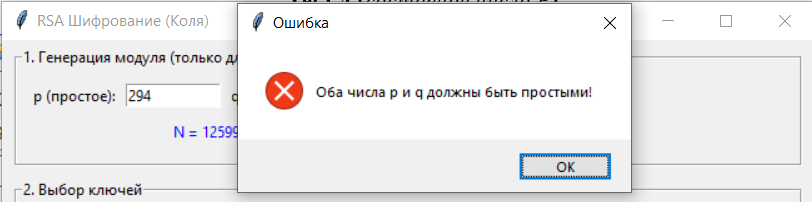 RSA Шифрование (Коля)
Ошибка
1. Генерация модуля (только дл
Оба числа p и q должны быть простыми!
p (простое): 294 q
N = 12599
OK
2. Выбор ключей